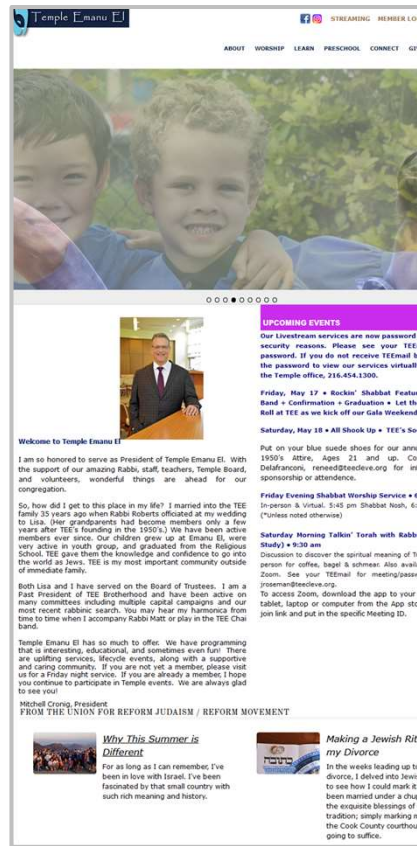 Temple Emanu El
STREAMING MEMBER LO
ABOUT WORSHIP LEARN PRESCHOOL CONNECT GI
Welcome to Temple Emanu El
I am so honored to serve as President of Temple Emanu El. With
the support of our amazing Rabbi, staff, teachers, Temple Board,
and volunteers, wonderful things are ahead for our
congregation.
So, how did I get to this place in my life? I married into the TEE
family 35 years ago when Rabbi Roberts officiated at my wedding
to Lisa. (Her grandparents had become members only a few
years after TEE's founding in the 1950's.) We have been active
members ever since. Our children grew up at Emanu El, were
very active in youth group, and graduated from the Religious
School. TEE gave them the knowledge and confidence to go into
the world as Jews. TEE is my most important community outside
of immediate family.
Both Lisa and I have served on the Board of Trustees. I am a
Past President of TEE Brotherhood and have been active on
many committees including multiple capital campaigns and our
most recent rabbinic search. You may hear my harmonica from
time to time when I accompany Rabbi Matt or play in the TEE Chai
band.
Temple Emanu El has so much to offer. We have programming
that is interesting, educational, and sometimes even fun! There
are uplifting services, lifecycle events, along with a supportive
and caring community. If you are not yet a member, please visit
us for a Friday night service. If you are already a member, I hope
you continue to participate in Temple events. We are always glad
to see you!
Mitchell Cronig, President
UPCOMING EVENTS
Our Livestream services are now password
security reasons. Please see your TEE
password. If you do not receive TEEmail b
the password to view our services virtuall
the Temple office, 216.454.1300.
Friday, May 17 • Rockin' Shabbat Featu
Band + Confirmation + Graduation • Let th
Roll at TEE as we kick off our Gala Weekend
Saturday, May 18 • All Shook Up • TEE's So
Put on your blue suede shoes for our annu
1950's Attire, Ages 21 and up. Co
Delafranconi, reneed@teecleve.org for in
sponsorship or attendence.
Friday Evening Shabbat Worship Service • 6
In-person & Virtual. 5:45 pm Shabbat Nosh, 6:
(*Unless noted otherwise)
Saturday Morning Talkin' Torah with Rabb
Study) • 9:30 am
Discussion to discover the spiritual meaning of T
person for coffee, bagel & schmear. Also avail
Zoom. See your TEEmail for meeting/passe
jroseman@teecleve.org.
To access Zoom, download the app to your
tablet, laptop or computer from the App sto
join link and put in the specific Meeting ID.
FROM THE UNION FOR REFORM JUDAISM / REFORM MOVEMENT
Why This Summer is
Different
For as long as I can remember, I've
been in love with Israel. I've been
fascinated by that small country with
such rich meaning and history.
כתובה
Making a Jewish Rit
my Divorce
In the weeks leading up to
divorce, I delved into Jewi
to see how I could mark it
been married under a chup
the exquisite blessings of
tradition; simply marking m
the Cook County courthou
going to suffice.